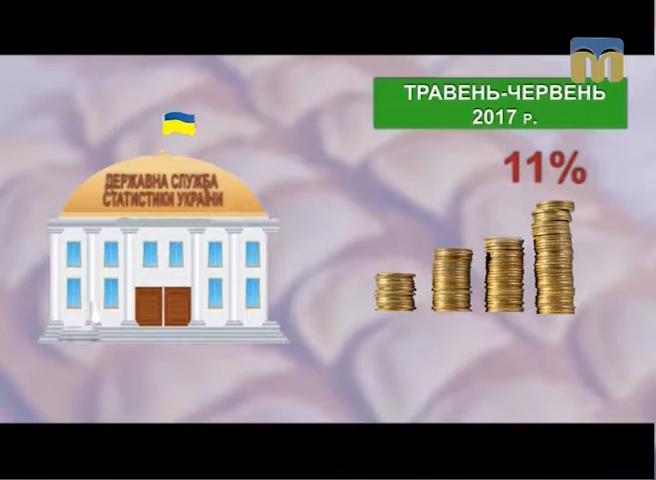 ТРАВЕНЬ-ЧЕРВЕНЬ
2017 р.
11%
ДЕРЖАВНА СЛУЖБА
СТАТИСТИКИ УКРАЇНИ